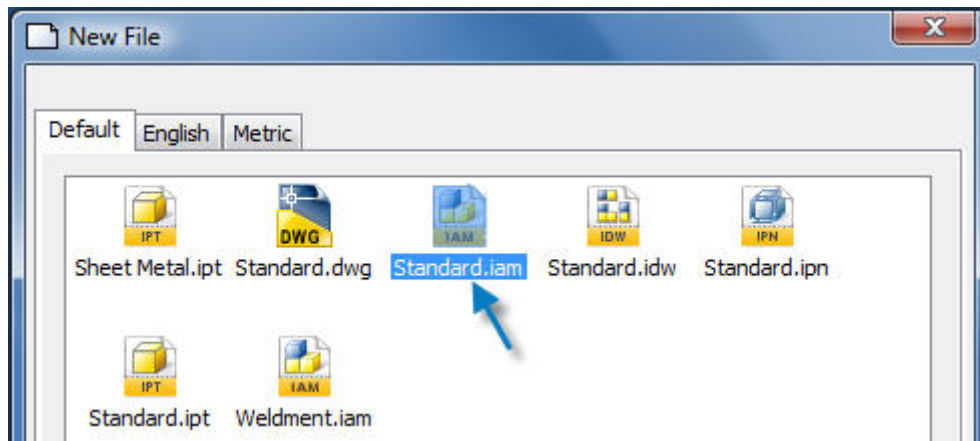 New File
Default English Metric
IPT DWG IAM IDW IPN
Sheet Metal.ipt Standard.dwg Standard.iam Standard.idw Standard.ipn
IPT IAM
Standard.ipt Weldment.iam